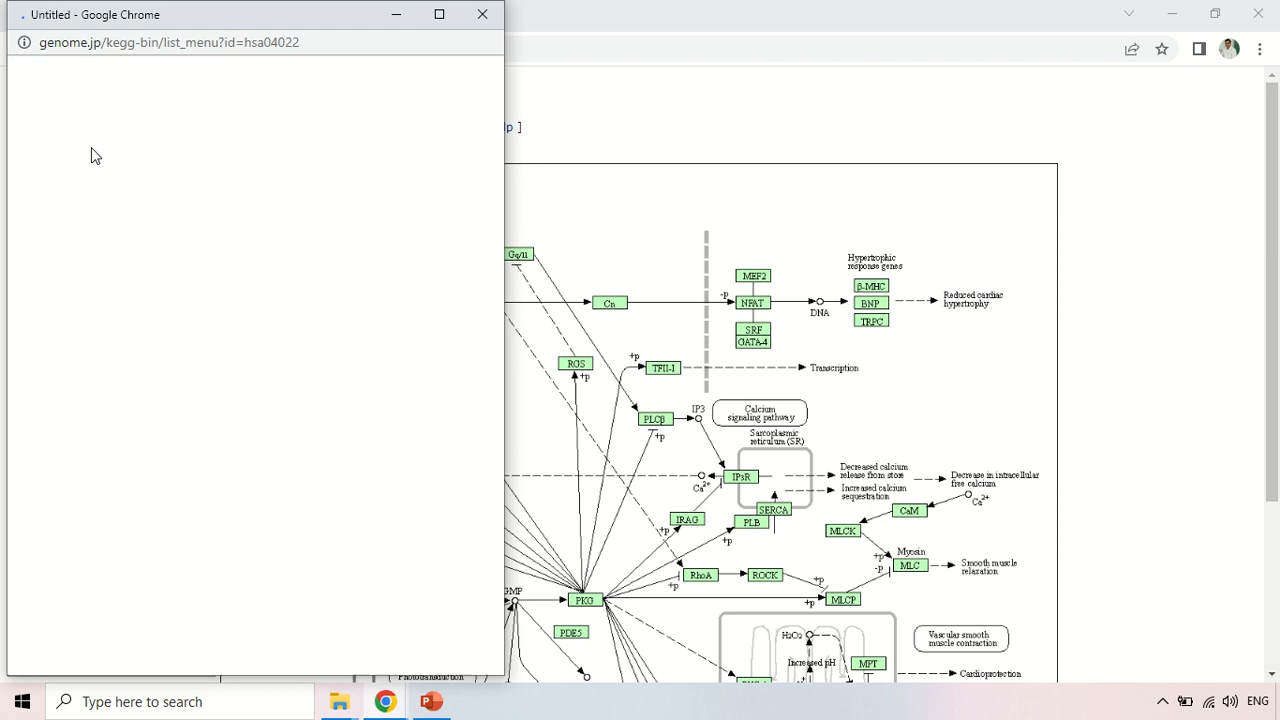 Untitled - Google Chrome
genome.jp/kegg-bin/list_menu?id=hsa04022
lp ]
Gq/11
Hypertrophic
response genes
MEF2
β-MHC
Cn
-p
NFAT
DNA
BNP
Reduced cardiac
hypertrophy
TRPC
SRF
GATA-4
RGS
+p
+p
TFII-I
Transcription
PLCβ
IP3
Calcium
signaling pathway
+p
Sarcoplasmic
reticulum (SR)
Ca2+
IP3R
Decreased calcium
release from store
Decrease in intracellular
free calcium
Increased calcium
sequestration
Ca2+
IRAG
+p
SERCA
PLB
+p
CaM
MLCK
+p
Myosin
-p
MLC
Smooth muscle
relaxation
RhoA
+p
ROCK
+p
GMP
PKG
+p
MLCP
PDE5
H2O2
Vascular smooth
muscle contraction
Increased pH
MPT
Cardioprotection
Phototransduction
Type here to search
P
ENG